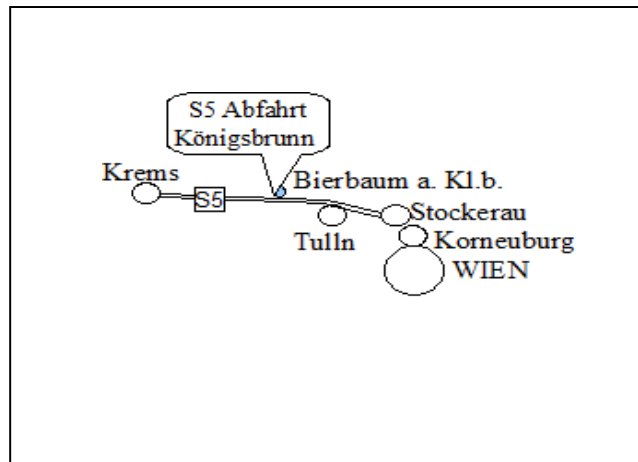 S5 Abfahrt
Königsbrunn
Krems
Bierbaum a. Kl.b.
S5
Stockerau
Tulln
Korneuburg
WIEN